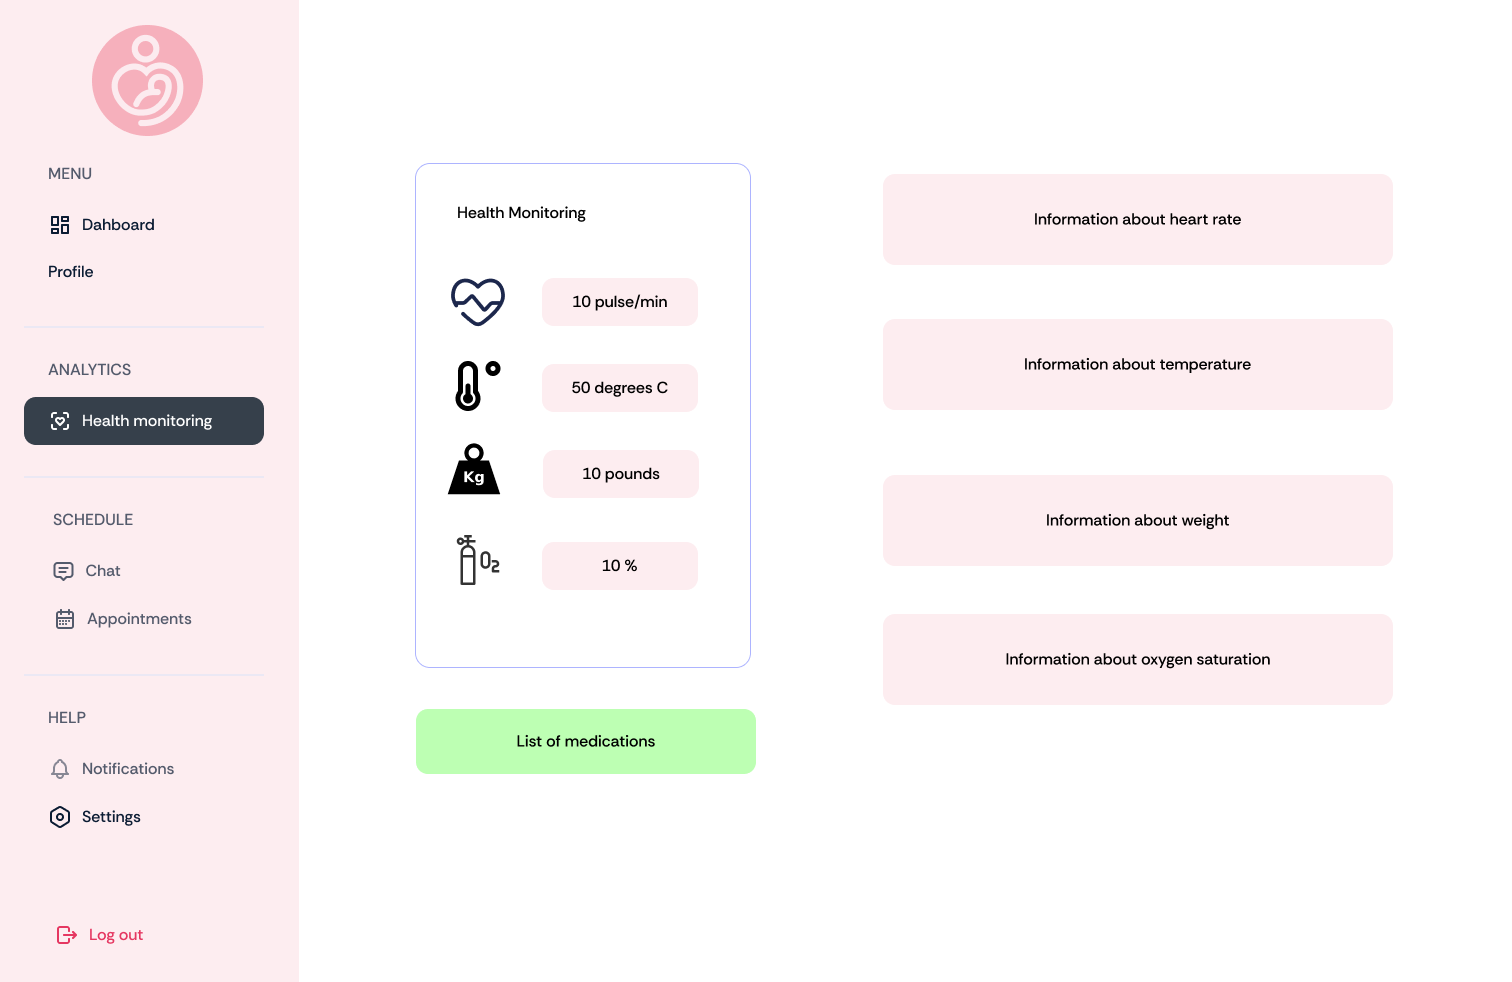 MENU
Dahboard
Profile
ANALYTICS
Health monitoring
SCHEDULE
Chat
Appointments
HELP
Notifications
Settings
Log out
Health Monitoring
10 pulse/min
50 degrees C
Kg
10 pounds
O2
10 %
List of medications
Information about heart rate
Information about temperature
Information about weight
Information about oxygen saturation